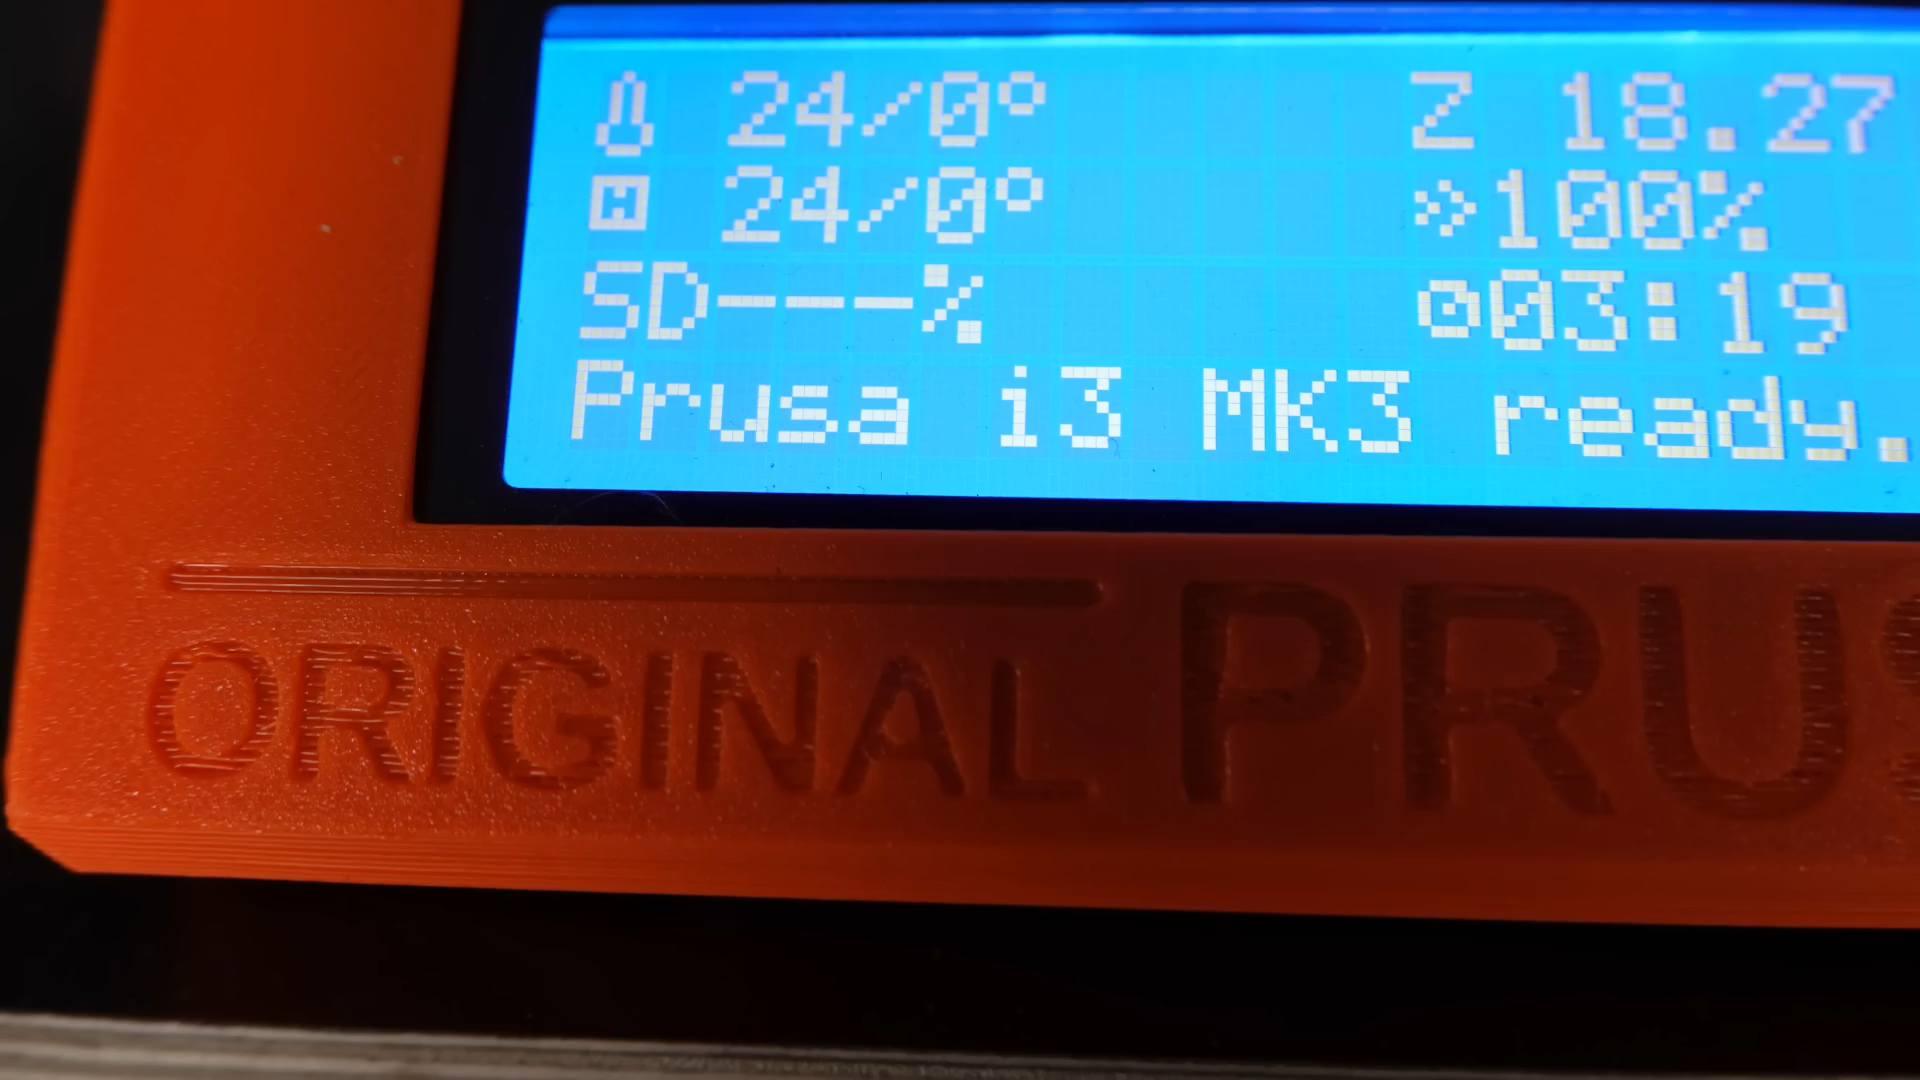 24/0° Z 18.27
24/0° 100%
SD---% 03:19
Prusa i3 MK3 ready.
ORIGINAL PRUS